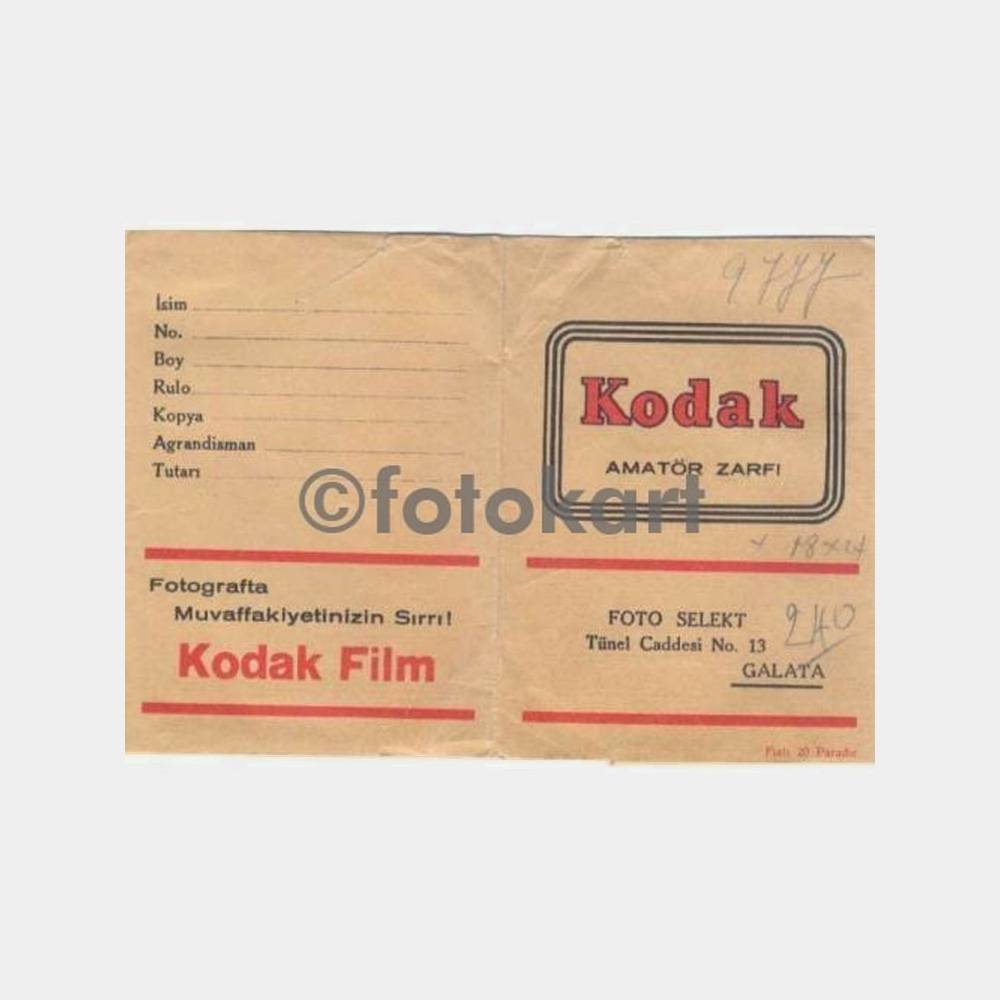 İsim
No.
Boy
Rulo
Kopya
Agrandisman
Tutarı
Fotografta
Muvaffakiyetinizin Sırrı!
Kodak Film
9777
Kodak
AMATÖR ZARFI
x 18x24
FOTO SELEKT
Tünel Caddesi No. 13
GALATA
240
Fiatı 20 Paradır
©fotokart